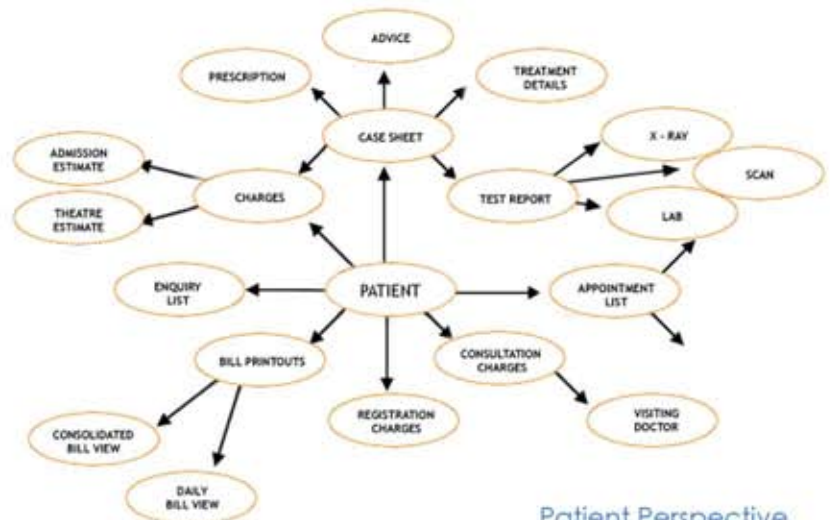 ADVICE
PRESCRIPTION
TREATMENT
DETAILS
CASE SHEET
X - RAY
ADMISSION
ESTIMATE
SCAN
CHARGES
TEST REPORT
THEATRE
ESTIMATE
LAB
ENQUIRY
LIST
PATIENT
APPOINTMENT
LIST
BILL PRINTOUTS
CONSULTATION
CHARGES
REGISTRATION
CHARGES
VISITING
DOCTOR
CONSOLIDATED
BILL VIEW
DAILY
BILL VIEW
Patient Perspective